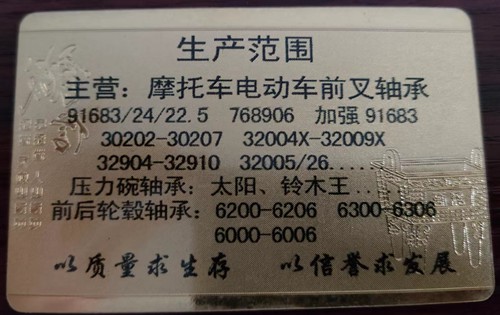 生产范围
主营：摩托车电动车前叉轴承
91683/24/22.5 768906 加强91683
30202-30207 32004X-32009X
32904-32910 32005/26......
压力碗轴承：太阳、铃木王...
前后轮毂轴承：6200-6206 6300-6306
6000-6006
以质量求生存 以信誉求发展